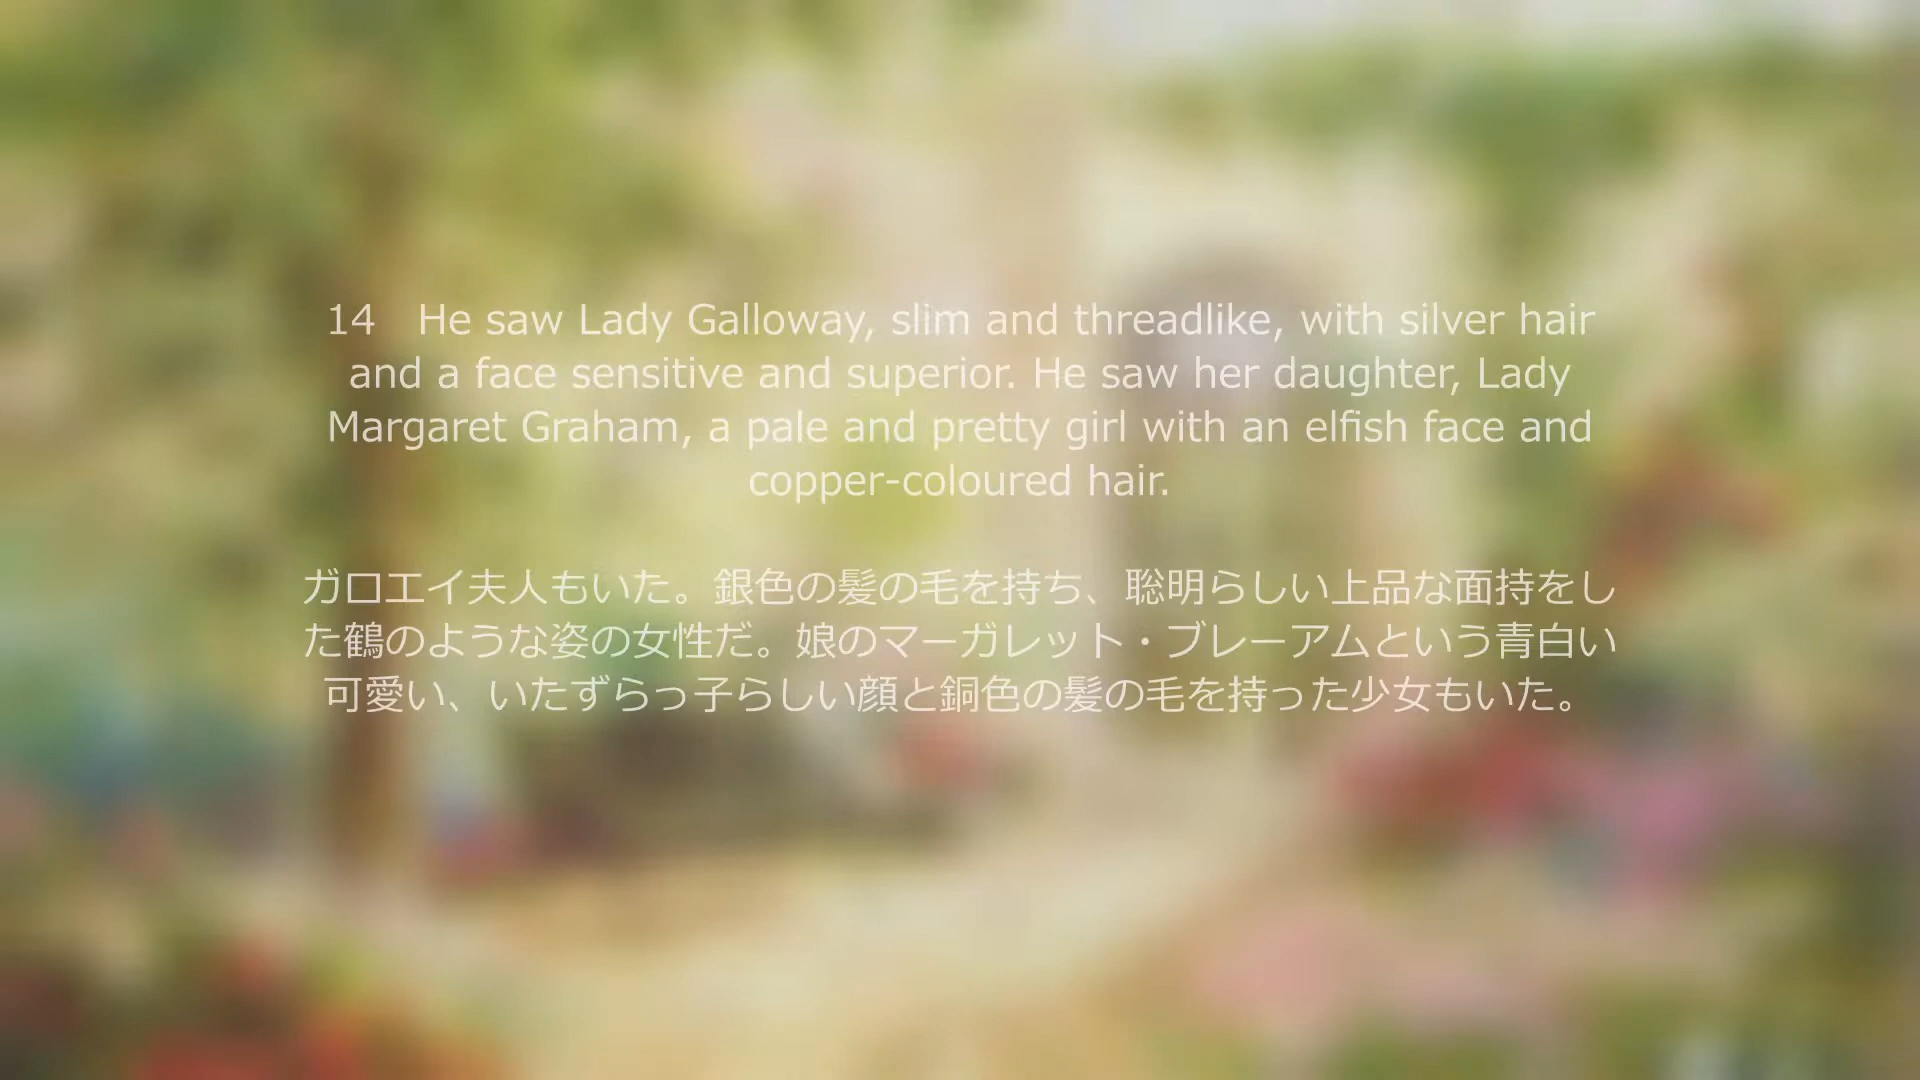 14 He saw Lady Galloway, slim and threadlike, with silver hair
and a face sensitive and superior. He saw her daughter, Lady
Margaret Graham, a pale and pretty girl with an elfish face and
copper-coloured hair.
ガロエイ夫人もいた。銀色の髪の毛を持ち、聡明らしい上品な面持をし
た鶴のような姿の女性だ。娘のマーガレット・ブレーアムという青白い
可愛い、いたずらっ子らしい顔と銅色の髪の毛を持った少女もいた。